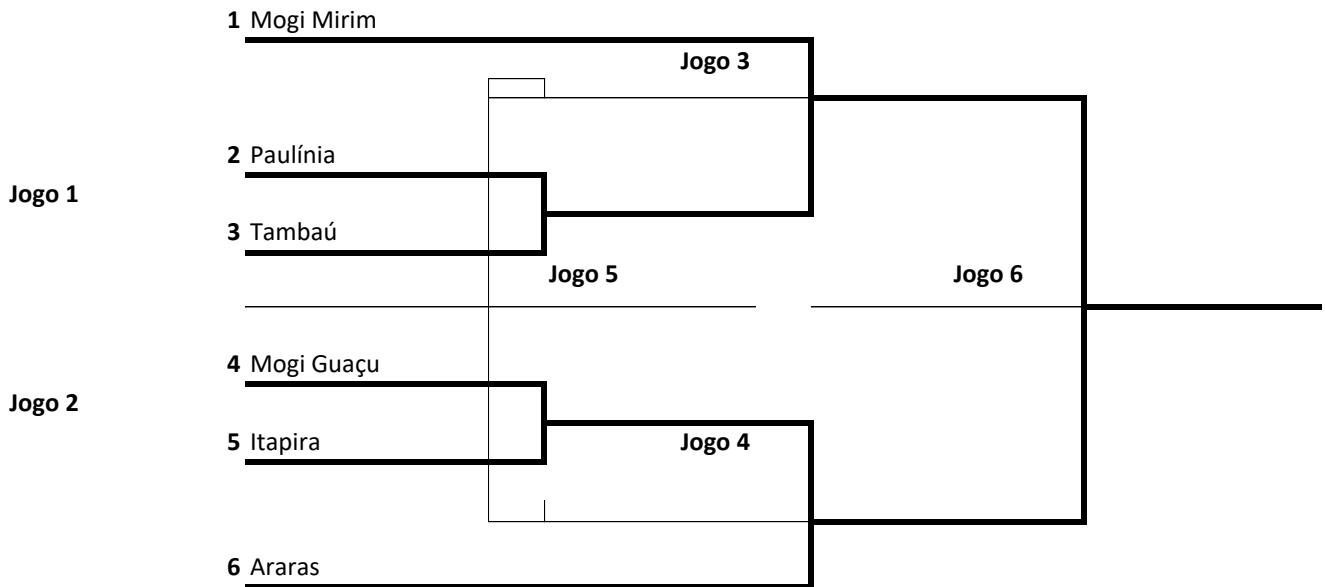 1 Mogi Mirim
Jogo 3
2 Paulínia
Jogo 1
3 Tambaú
Jogo 5 Jogo 6
4 Mogi Guaçu
Jogo 2
5 Itapira Jogo 4
6 Araras